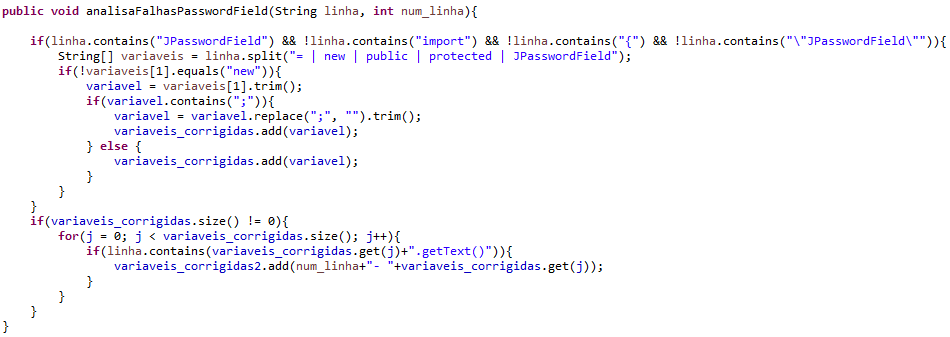 public void analisaFalhasPasswordField(String linha, int num_linha){
if(linha.contains("JPasswordField") && !linha.contains("import") && !linha.contains("{") && !linha.contains("\"JPasswordField\"")){
String[] variaveis = linha.split("= | new | public | protected | JPasswordField");
if(!variaveis[1].equals("new")){
variavel = variaveis[1].trim();
if(variavel.contains(";")){
variavel = variavel.replace(";", "").trim();
variaveis_corrigidas.add(variavel);
} else {
variaveis_corrigidas.add(variavel);
}
}
}
if(variaveis_corrigidas.size() != 0){
for(j = 0; j < variaveis_corrigidas.size(); j++){
if(linha.contains(variaveis_corrigidas.get(j)+".getText()")){
variaveis_corrigidas2.add(num_linha+"- "+variaveis_corrigidas.get(j));
}
}
}
}